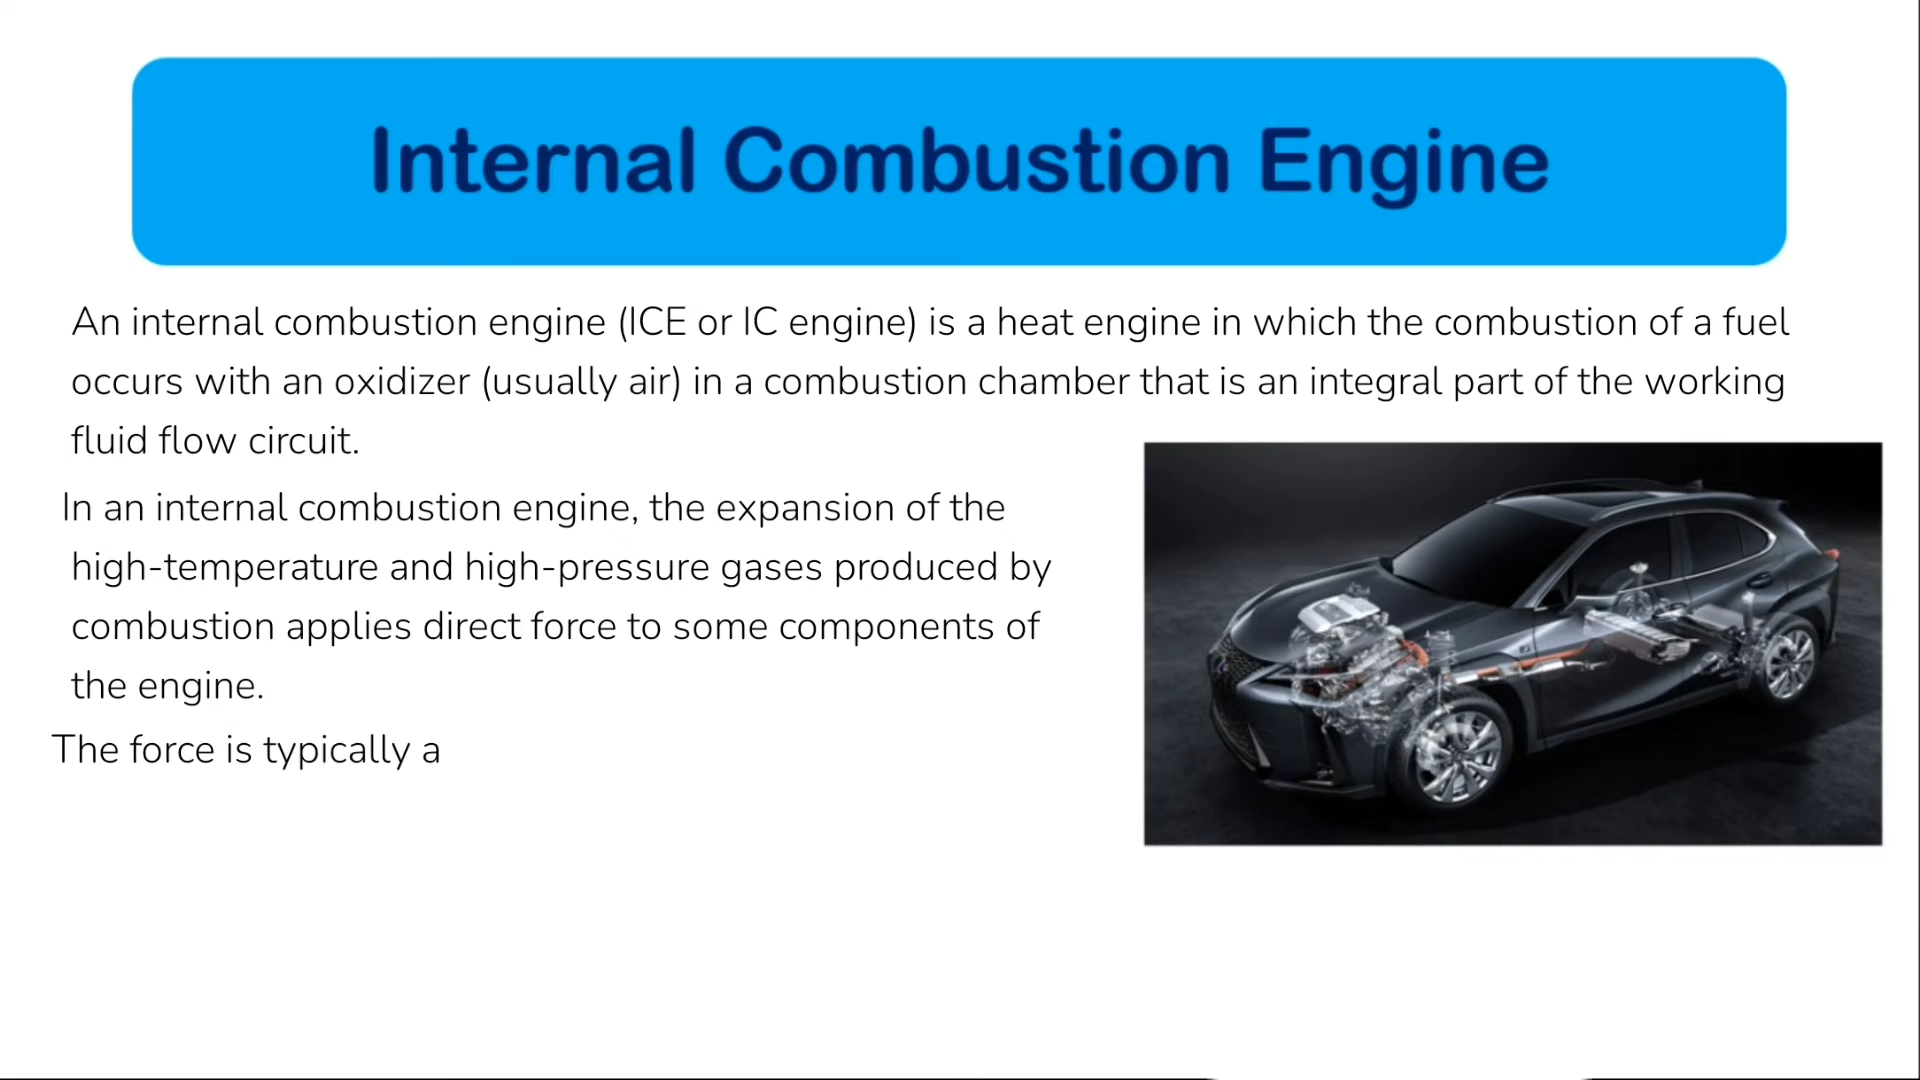 Internal Combustion Engine
An internal combustion engine (ICE or IC engine) is a heat engine in which the combustion of a fuel
occurs with an oxidizer (usually air) in a combustion chamber that is an integral part of the working
fluid flow circuit.
In an internal combustion engine, the expansion of the
high-temperature and high-pressure gases produced by
combustion applies direct force to some components of
the engine.
The force is typically a